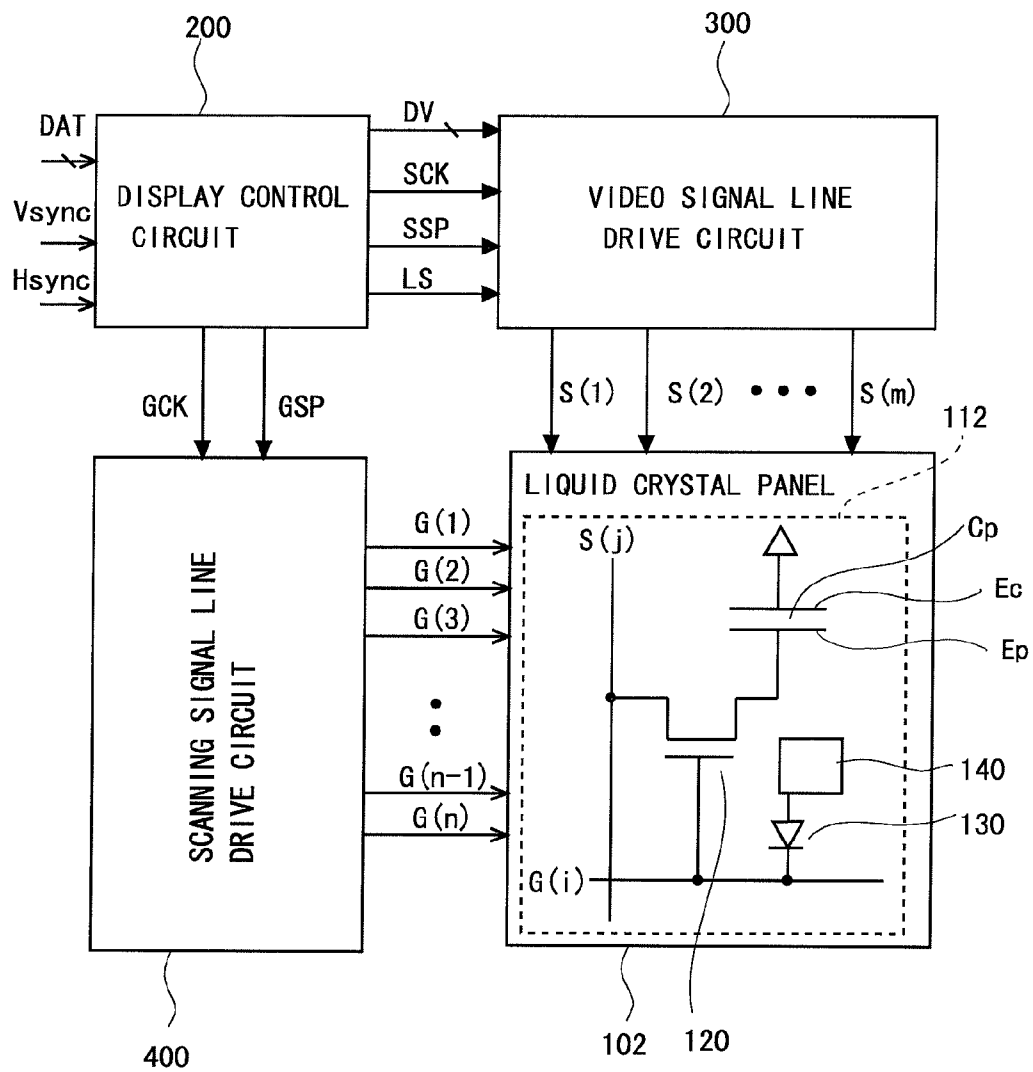 200
300
DAT
Vsync
Hsync
DISPLAY CONTROL
CIRCUIT
DV
SCK
SSP
LS
VIDEO SIGNAL LINE
DRIVE CIRCUIT
GCK
GSP
S(1)
S(2)
S(m)
112
SCANNING SIGNAL LINE
DRIVE CIRCUIT
G(1)
G(2)
G(3)
G(n-1)
G(n)
LIQUID CRYSTAL PANEL
S(j)
Cp
Ec
Ep
140
130
G(i)
400
102
120